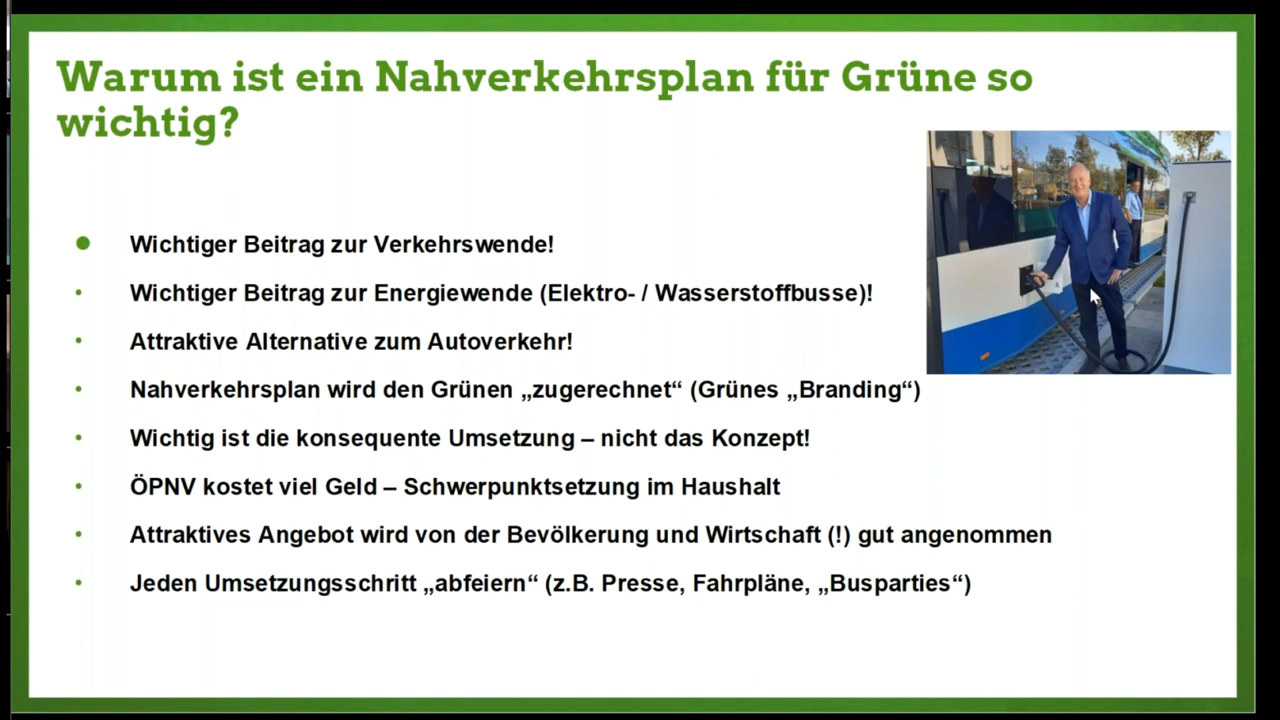 Warum ist ein Nahverkehrsplan für Grüne so
wichtig?
Wichtiger Beitrag zur Verkehrswende!
Wichtiger Beitrag zur Energiewende (Elektro- / Wasserstoffbusse)!
Attraktive Alternative zum Autoverkehr!
Nahverkehrsplan wird den Grünen „zugerechnet“ (Grünes „Branding“)
Wichtig ist die konsequente Umsetzung – nicht das Konzept!
ÖPNV kostet viel Geld – Schwerpunktsetzung im Haushalt
Attraktives Angebot wird von der Bevölkerung und Wirtschaft (!) gut angenommen
Jeden Umsetzungsschritt „abfeiern“ (z.B. Presse, Fahrpläne, „Busparties“)